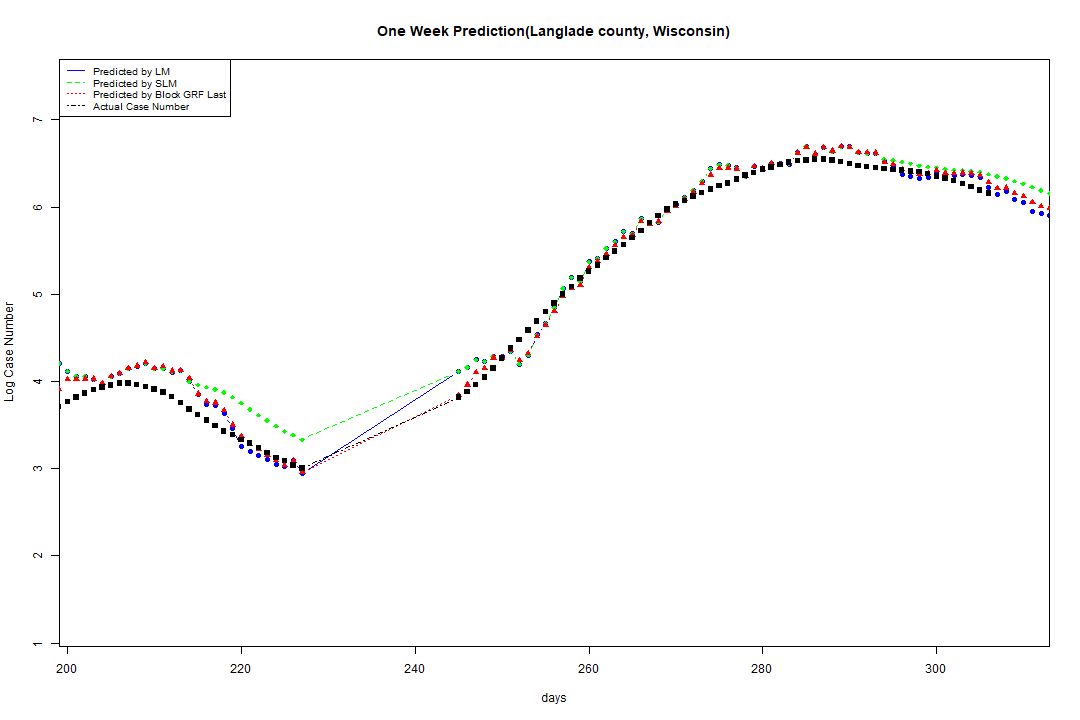 One Week Prediction(Langlade county, Wisconsin)
Predicted by LM
Predicted by SLM
Predicted by Block GRF Last
Actual Case Number
7
6
5
4
3
2
1
Log Case Number
200 220 240 260 280 300
days